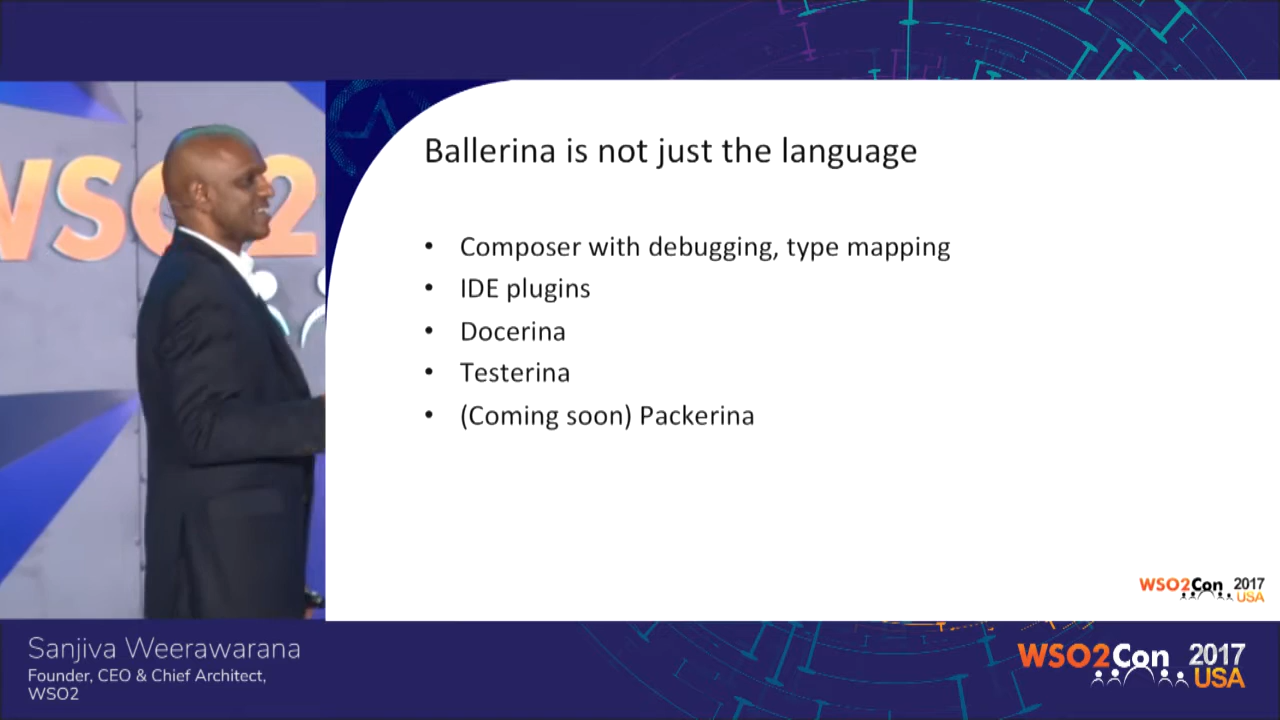 WSO2
Ballerina is not just the language
• Composer with debugging, type mapping
• IDE plugins
• Docerina
• Testerina
• (Coming soon) Packerina
WSO2Con 2017
USA
Sanjiva Weerawarana
Founder, CEO & Chief Architect,
WSO2
WSO2Con 2017
USA